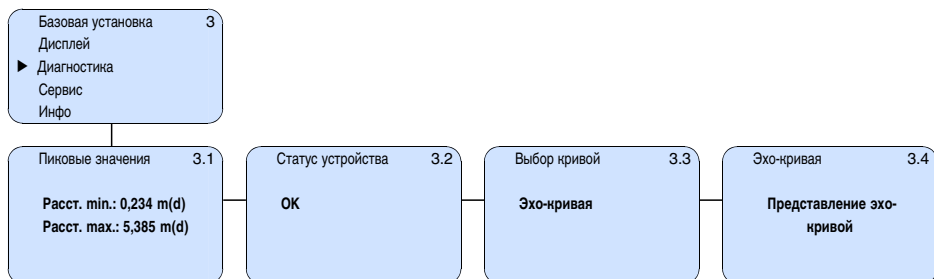 Базовая установка 3
Дисплей
▶ Диагностика
Сервис
Инфо
Пиковые значения 3.1
Расст. min.: 0,234 m(d)
Расст. max.: 5,385 m(d)
Статус устройства 3.2
OK
Выбор кривой 3.3
Эхо-кривая
Эхо-кривая 3.4
Представление эхо-
кривой